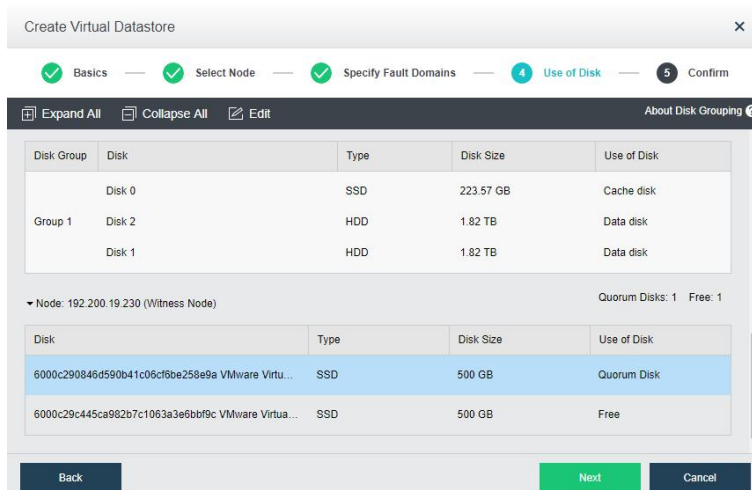 Create Virtual Datastore ×
Basics Select Node Specify Fault Domains 4 Use of Disk 5 Confirm
Expand All Collapse All Edit About Disk Grouping ?
Disk Group Disk Type Disk Size Use of Disk
Disk 0 SSD 223.57 GB Cache disk
Group 1 Disk 2 HDD 1.82 TB Data disk
Disk 1 HDD 1.82 TB Data disk
Node: 192.200.19.230 (Witness Node) Quorum Disks: 1 Free: 1
Disk Type Disk Size Use of Disk
6000c290846d590b41c06cf6be258e9a VMware Virtu... SSD 500 GB Quorum Disk
6000c29c445ca982b7c1063a3e6bbf9c VMware Virtua... SSD 500 GB Free
Back Next Cancel